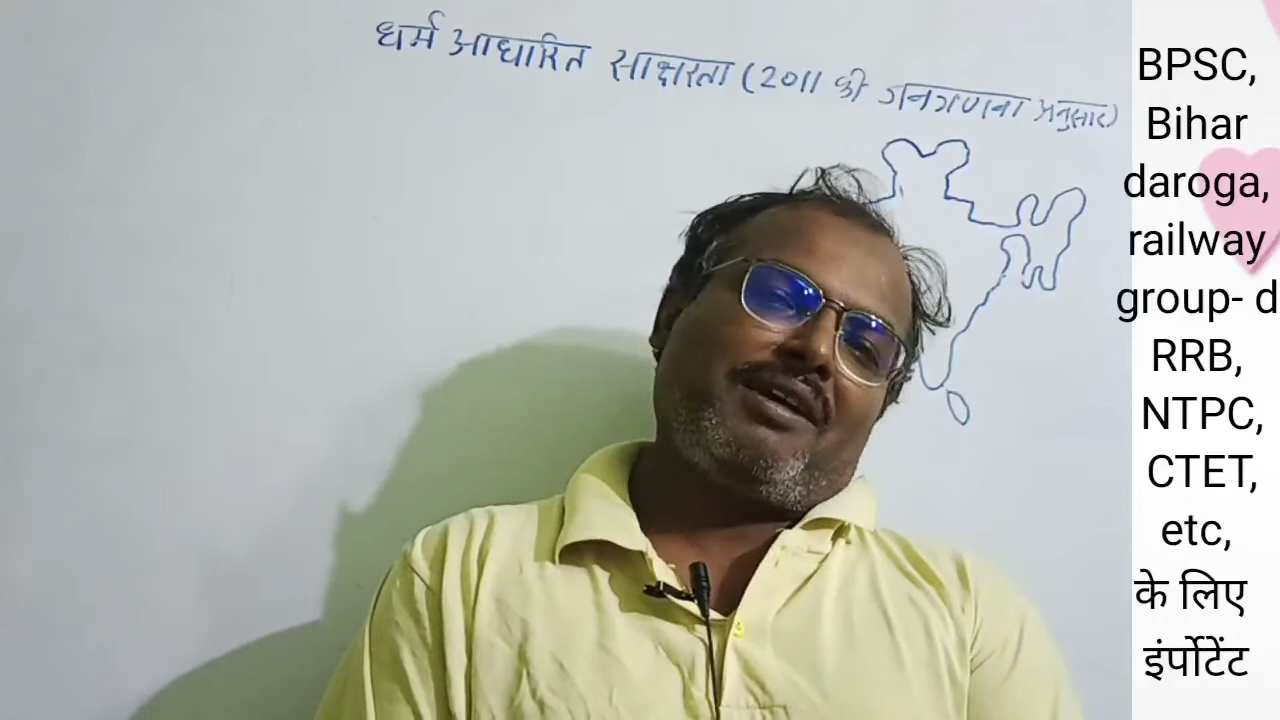 धर्म आधारित साक्षरता (2011 की जनगणना अनुसार)
BPSC,
Bihar
daroga,
railway
group- d
RRB,
NTPC,
CTET,
etc,
के लिए
इंर्पोटेंट